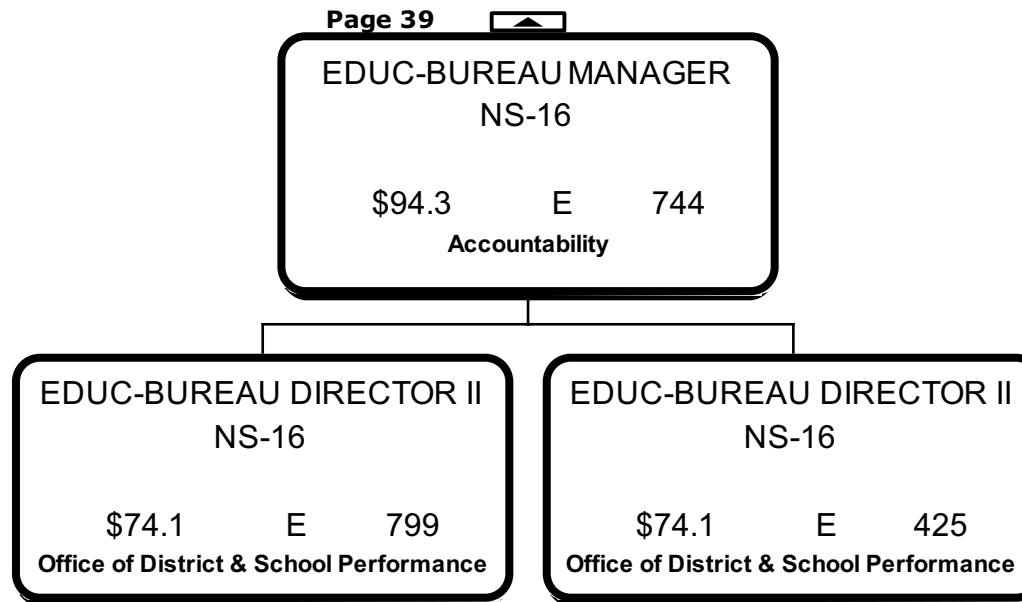 Page 39
EDUC-BUREAU MANAGER
NS-16
$94.3 E 744
Accountability
EDUC-BUREAU DIRECTOR II
NS-16
$74.1 E 799
Office of District & School Performance
EDUC-BUREAU DIRECTOR II
NS-16
$74.1 E 425
Office of District & School Performance